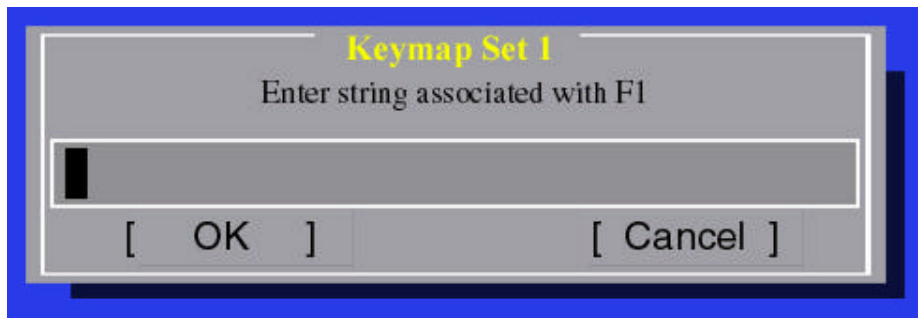 Keymap Set 1
Enter string associated with F1
[ OK ] [ Cancel ]